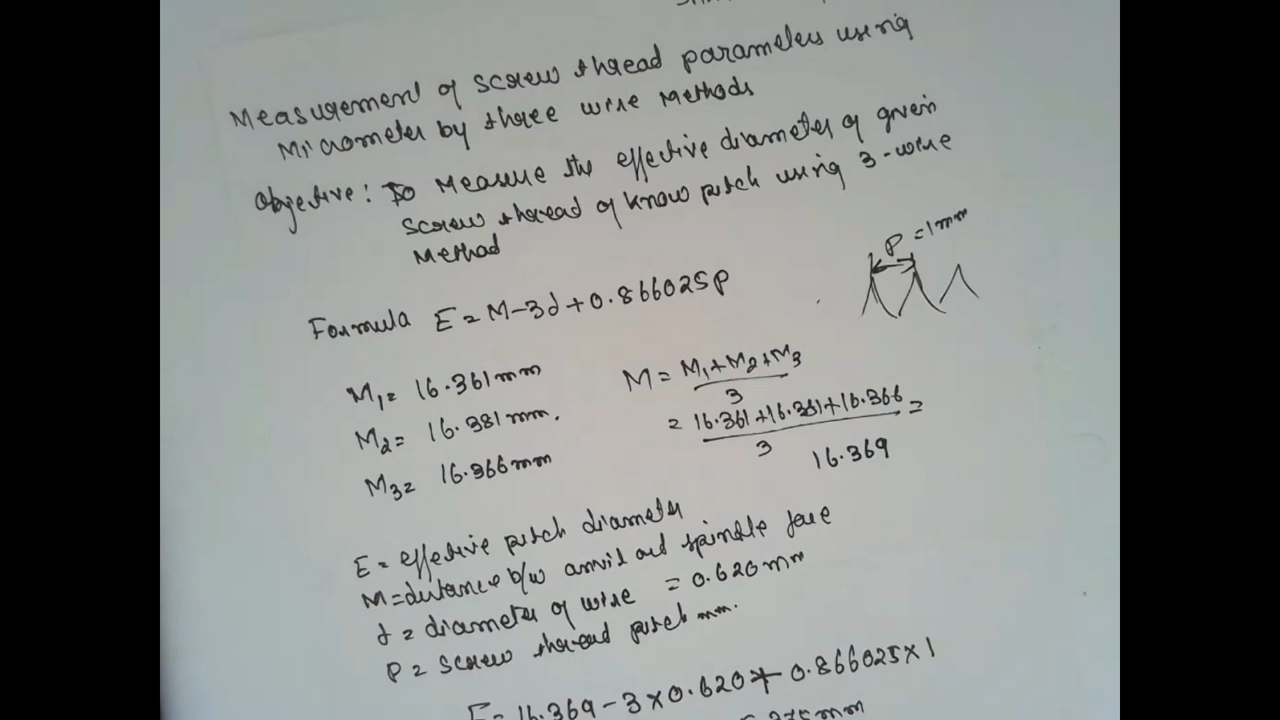 Measurement of screw thread parameters using
Micrometer by three wire Methods
Objective: To Measure the effective diameter of given
screw thread of know pitch using 3-wire
Method
P = 1mm
Formula E = M-3d+0.866025P
M1= 16.361mm
M2= 16.381mm.
M3= 16.366mm
M = M1+M2+M3
3
= 16.361+16.381+16.366 =
3
16.369
E = effective pitch diameter
M=distance b/w anvil and spindle face
d = diameter of wire = 0.620mm
P = screw thread pitch mm.
E=16.369-3×0.620+0.866025×1
mm